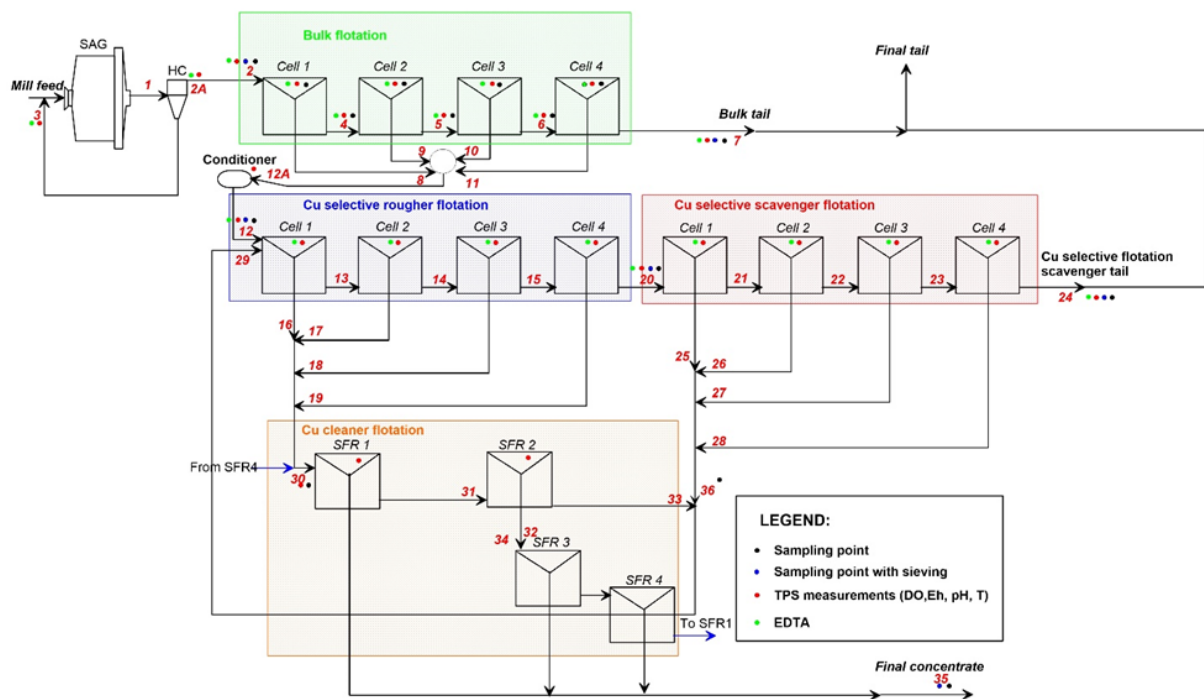 Bulk flotation
SAG
Final tail
HC
Cell 1
Cell 2
Cell 3
Cell 4
Mill feed
1
2A
2
3
4
5
6
Bulk tail
7
Conditioner
12A
9
10
8
11
Cu selective rougher flotation
Cu selective scavenger flotation
12
Cell 1
Cell 2
Cell 3
Cell 4
Cell 1
Cell 2
Cell 3
Cell 4
29
Cu selective flotation
scavenger tail
13
14
15
20
21
22
23
24
16
17
25
26
18
27
19
Cu cleaner flotation
28
SFR 1
SFR 2
From SFR4
30
31
33
36
34
32
SFR 3
SFR 4
To SFR1
LEGEND:
Sampling point
Sampling point with sieving
TPS measurements (DO,Eh, pH, T)
EDTA
Final concentrate
35